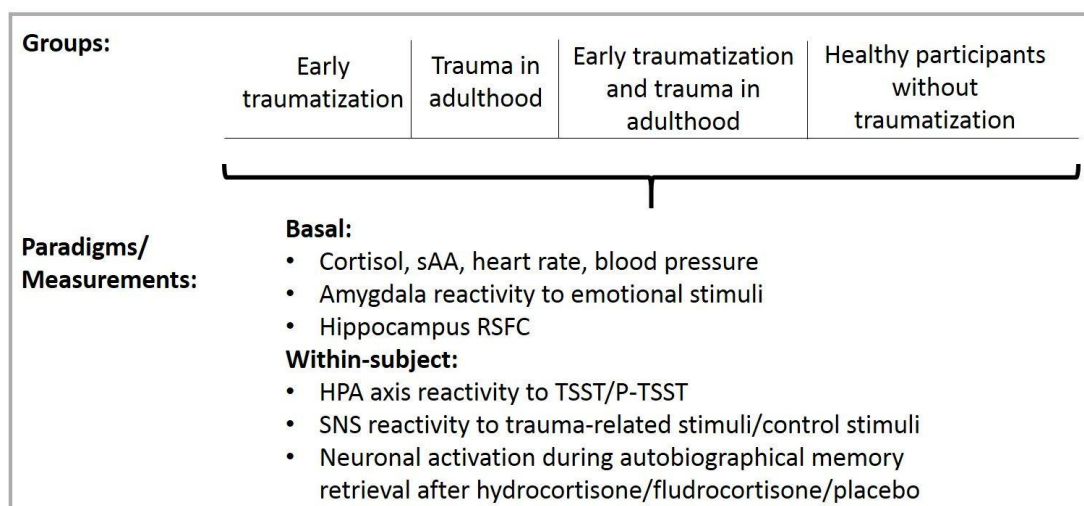 Groups:
Early
traumatization
Trauma in
adulthood
Early traumatization
and trauma in
adulthood
Healthy participants
without
traumatization
Paradigms/
Measurements:
Basal:
• Cortisol, sAA, heart rate, blood pressure
• Amygdala reactivity to emotional stimuli
• Hippocampus RSFC
Within-subject:
• HPA axis reactivity to TSST/P-TSST
• SNS reactivity to trauma-related stimuli/control stimuli
• Neuronal activation during autobiographical memory
retrieval after hydrocortisone/fludrocortisone/placebo